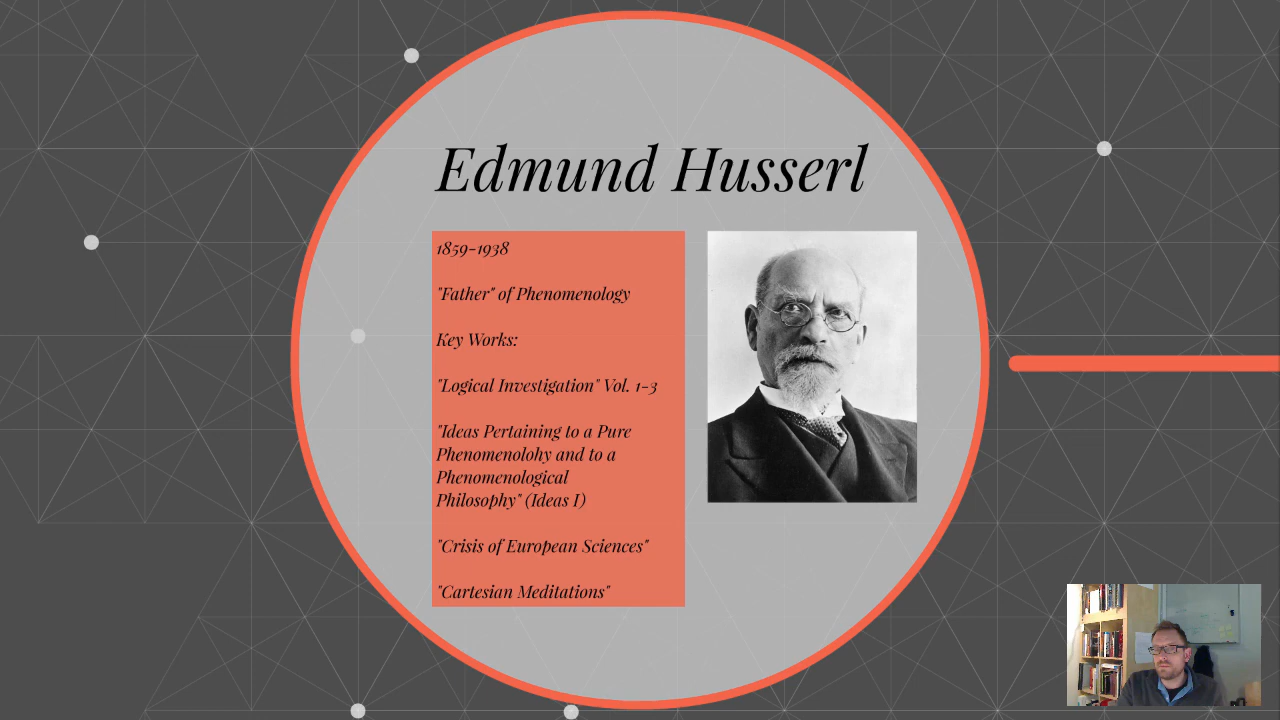 Edmund Husserl
1859-1938
"Father" of Phenomenology
Key Works:
"Logical Investigation" Vol. 1-3
"Ideas Pertaining to a Pure
Phenomenolohy and to a
Phenomenological
Philosophy" (Ideas I)
"Crisis of European Sciences"
"Cartesian Meditations"